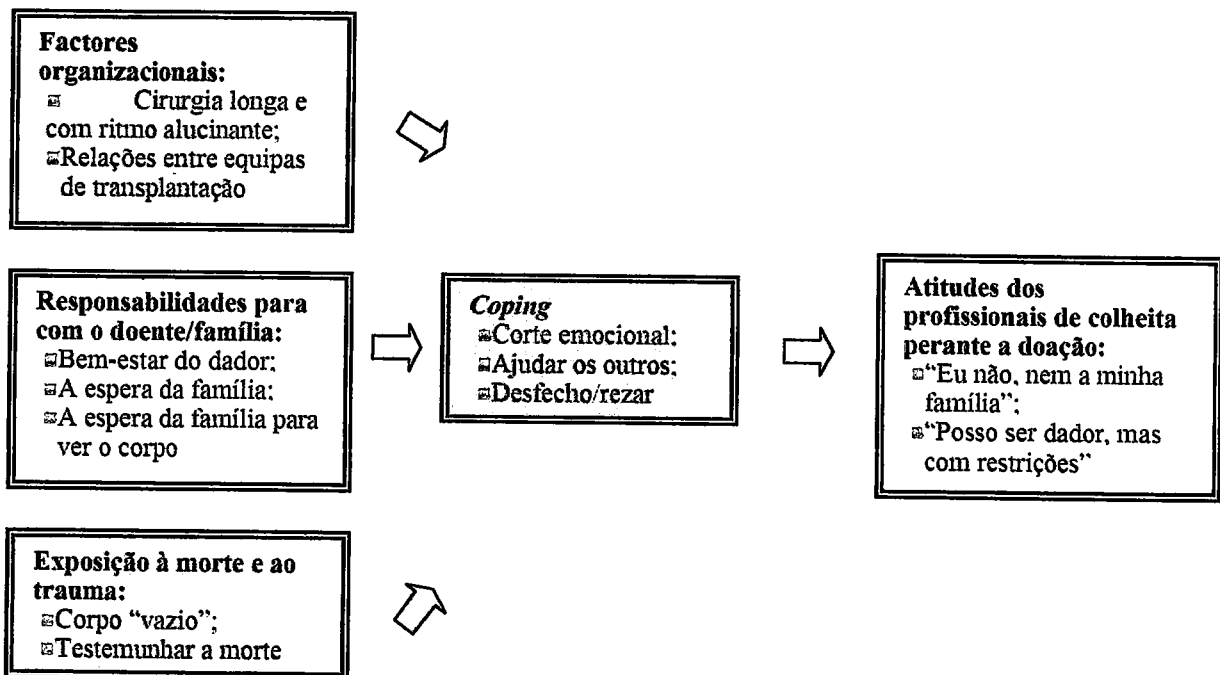 Factores
organizacionais:
Cirurgia longa e
com ritmo alucinante;
Relações entre equipas
de transplantação
Responsabilidades para
com o doente/família:
Bem-estar do dador;
A espera da família;
A espera da família para
ver o corpo
Coping
Corte emocional;
Ajudar os outros;
Desfecho/rezar
Atitudes dos
profissionais de colheita
perante a doação:
“Eu não, nem a minha
família”;
“Posso ser dador, mas
com restrições”
Exposição à morte e ao
trauma:
Corpo “vazio”;
Testemunhar a morte